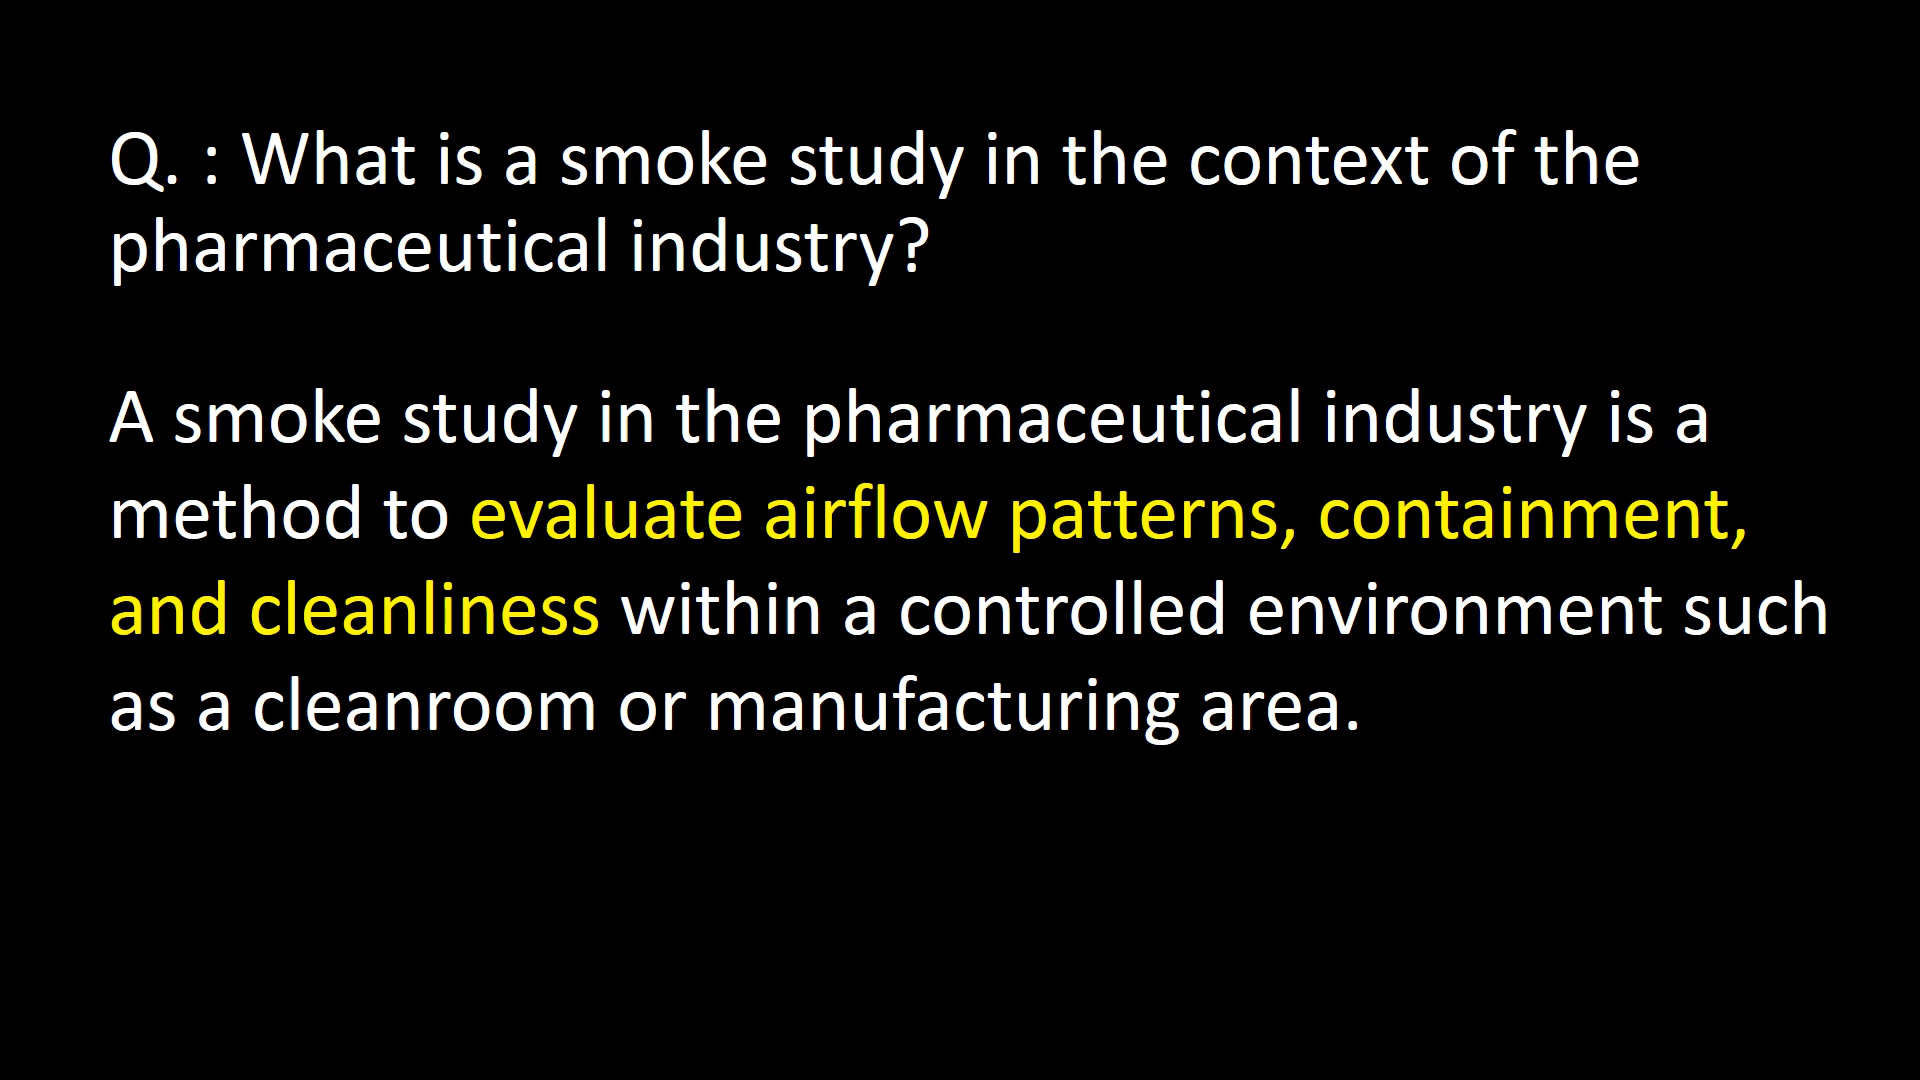 Q. : What is a smoke study in the context of the
pharmaceutical industry?
A smoke study in the pharmaceutical industry is a
method to evaluate airflow patterns, containment,
and cleanliness within a controlled environment such
as a cleanroom or manufacturing area.